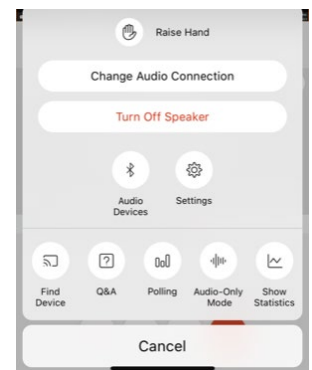 Raise Hand
Change Audio Connection
Turn Off Speaker
Audio
Devices
Settings
Find
Device
Q&A
Polling
Audio-Only
Mode
Show
Statistics
Cancel